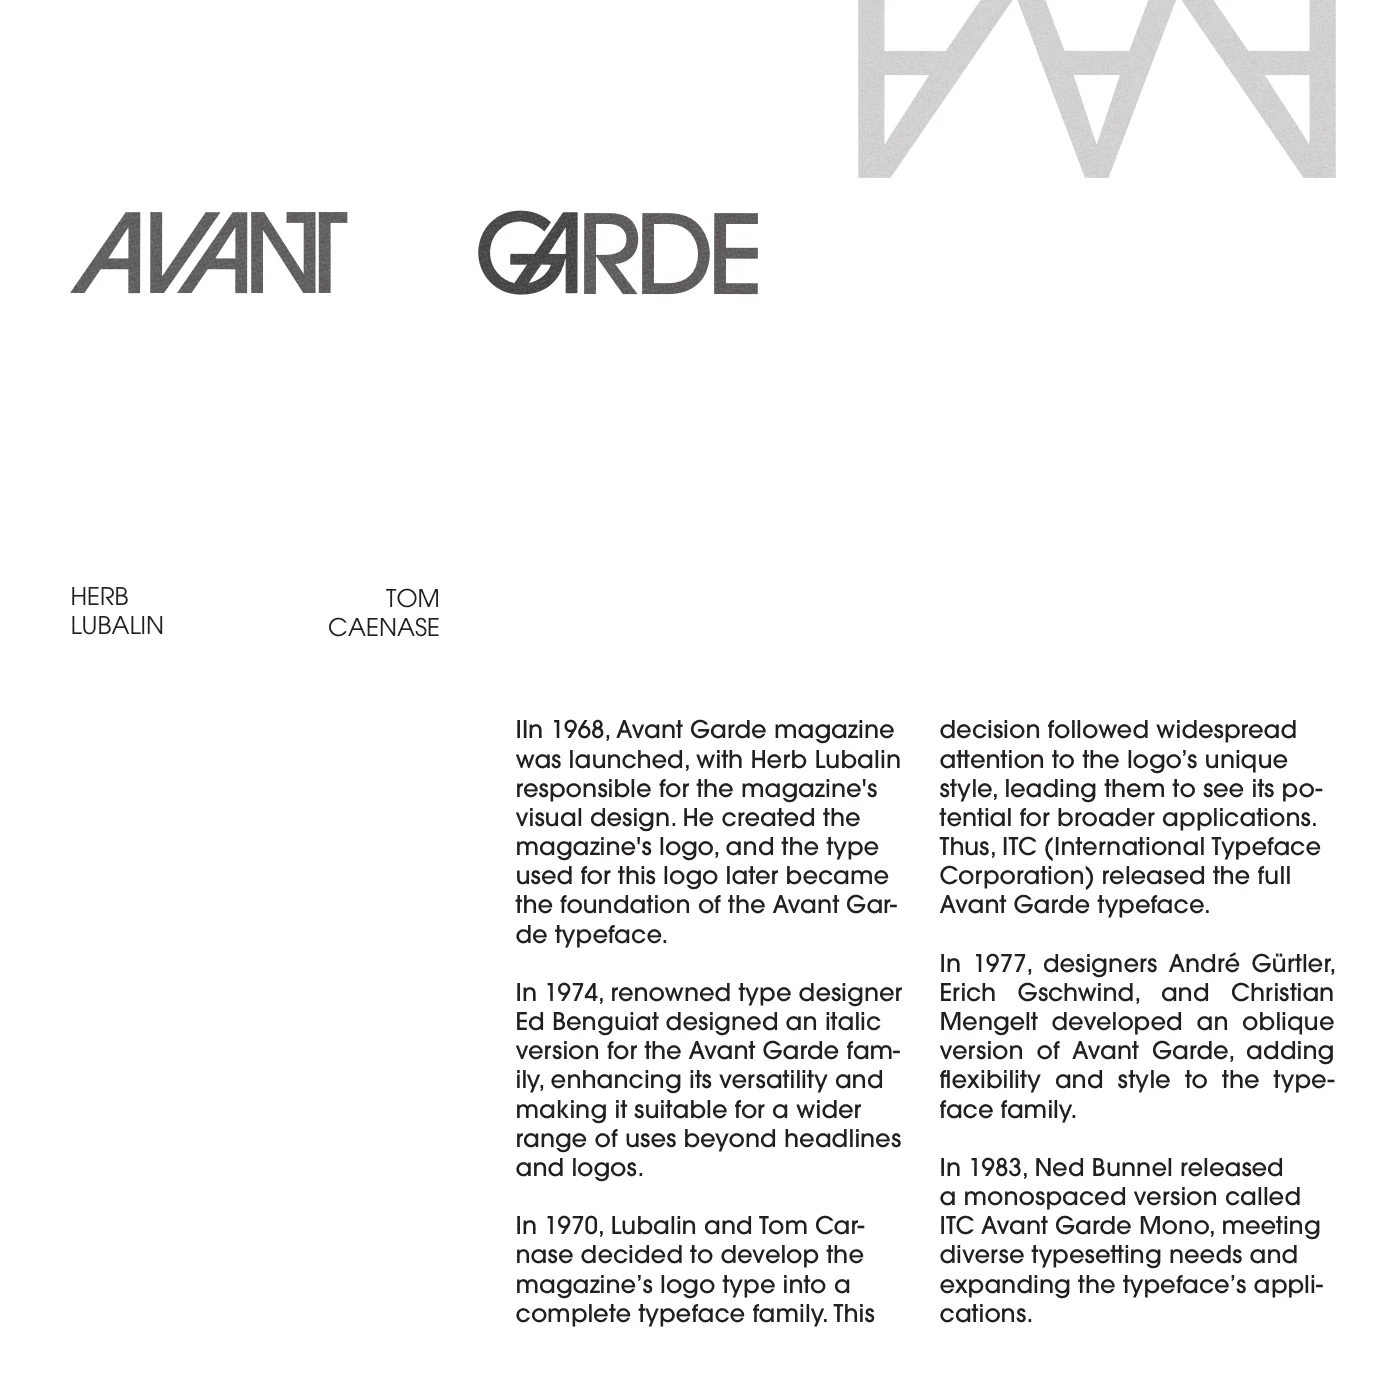 AVANT GARDE
HERB
LUBALIN
TOM
CAENASE
IIn 1968, Avant Garde magazine
was launched, with Herb Lubalin
responsible for the magazine's
visual design. He created the
magazine's logo, and the type
used for this logo later became
the foundation of the Avant Gar-
de typeface.
In 1974, renowned type designer
Ed Benguiat designed an italic
version for the Avant Garde fam-
ily, enhancing its versatility and
making it suitable for a wider
range of uses beyond headlines
and logos.
In 1970, Lubalin and Tom Car-
nase decided to develop the
magazine’s logo type into a
complete typeface family. This
decision followed widespread
attention to the logo’s unique
style, leading them to see its po-
tential for broader applications.
Thus, ITC (International Typeface
Corporation) released the full
Avant Garde typeface.
In 1977, designers André Gürtler,
Erich Gschwind, and Christian
Mengelt developed an oblique
version of Avant Garde, adding
flexibility and style to the type-
face family.
In 1983, Ned Bunnel released
a monospaced version called
ITC Avant Garde Mono, meeting
diverse typesetting needs and
expanding the typeface’s appli-
cations.